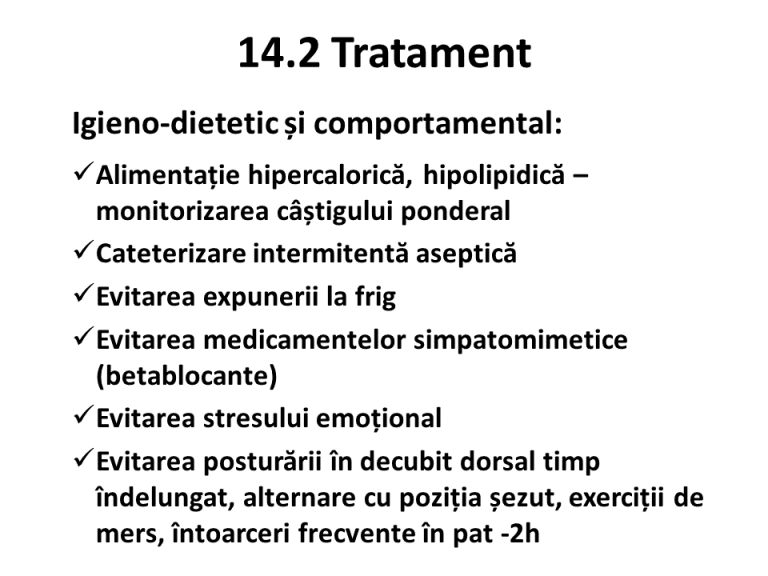 14.2 Tratament
Igieno-dietetic și comportamental:
✓Alimentație hipercalorică, hipolipidică –
monitorizarea câștigului ponderal
✓Cateterizare intermitentă aseptică
✓Evitarea expunerii la frig
✓Evitarea medicamentelor simpatomimetice
(betablocante)
✓Evitarea stresului emoțional
✓Evitarea posturării în decubit dorsal timp
îndelungat, alternare cu poziția șezut, exerciții de
mers, întoarceri frecvente în pat -2h